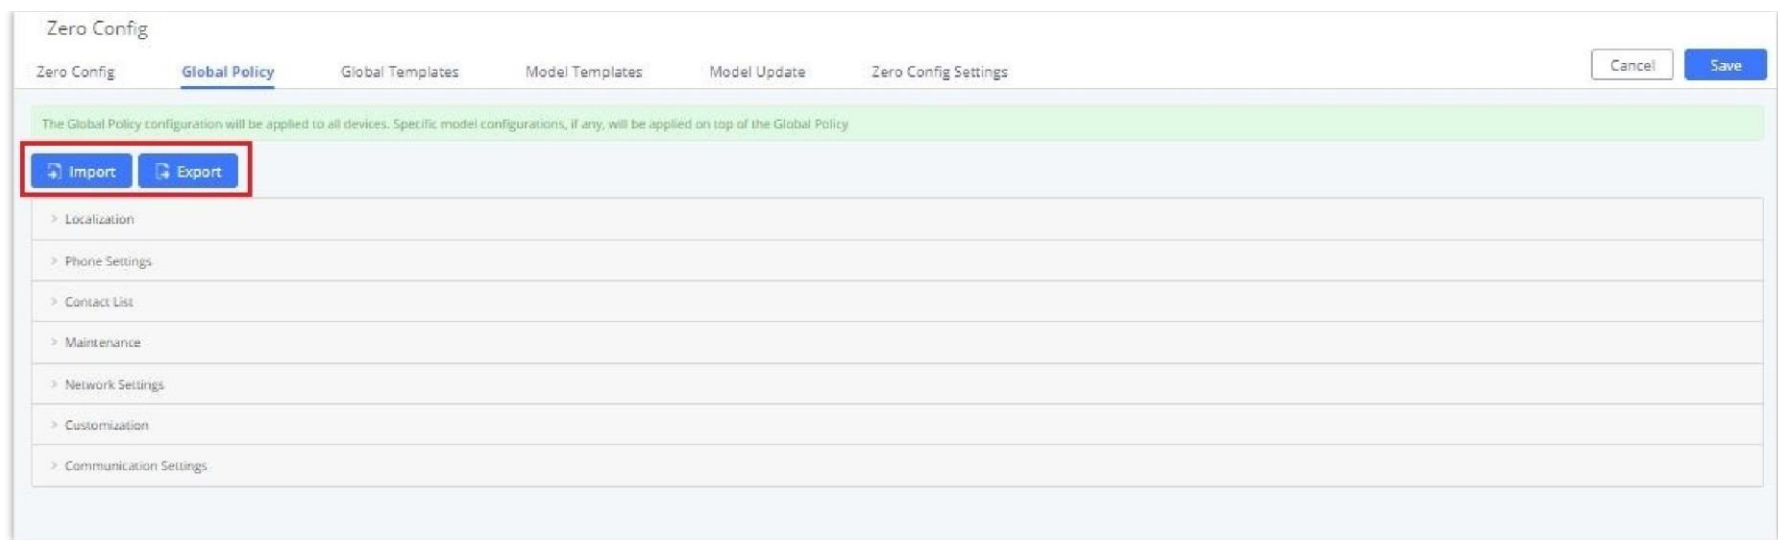 Zero Config
Zero Config Global Policy Global Templates Model Templates Model Update Zero Config Settings Cancel Save
The Global Policy configuration will be applied to all devices. Specific model configurations, if any, will be applied on top of the Global Policy
Import Export
> Localization
> Phone Settings
> Contact List
> Maintenance
> Network Settings
> Customization
> Communication Settings